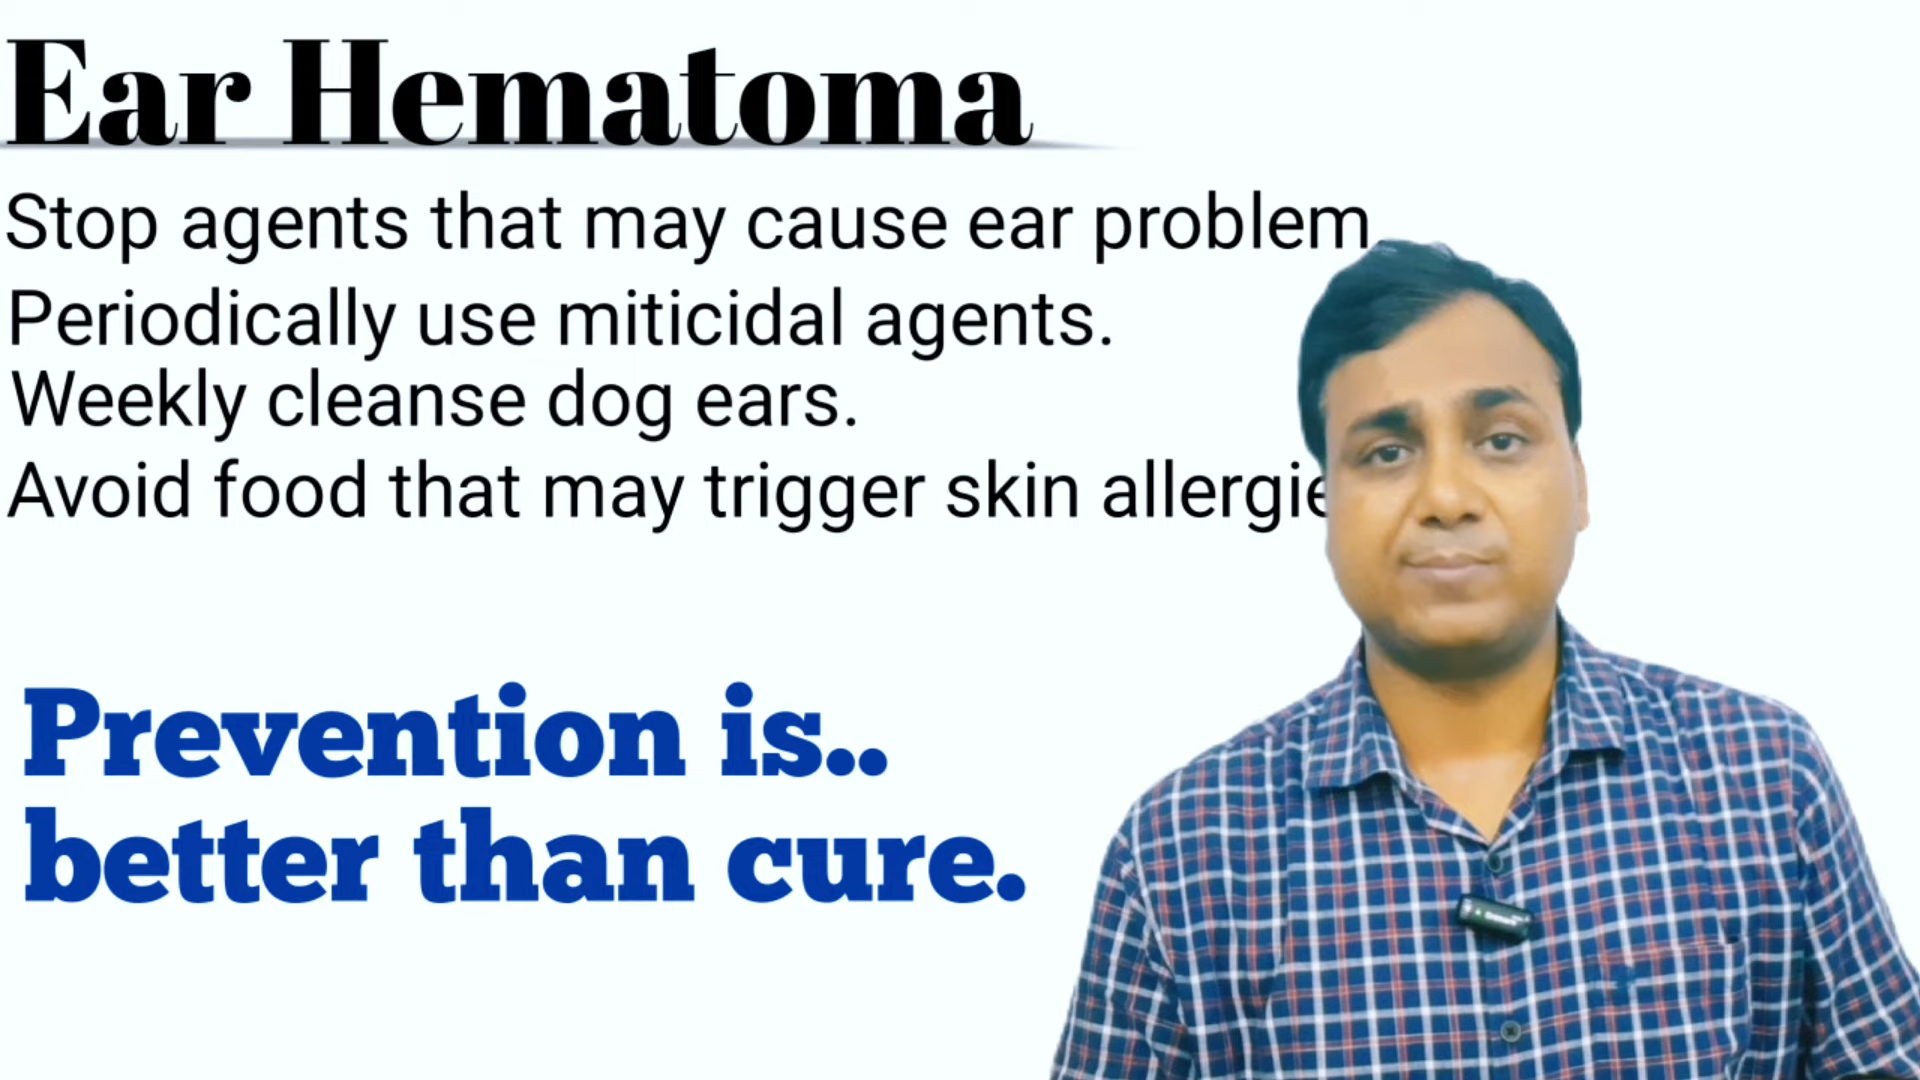 Ear Hematoma
Stop agents that may cause ear problem
Periodically use miticidal agents.
Weekly cleanse dog ears.
Avoid food that may trigger skin allergie
Prevention is..
better than cure.